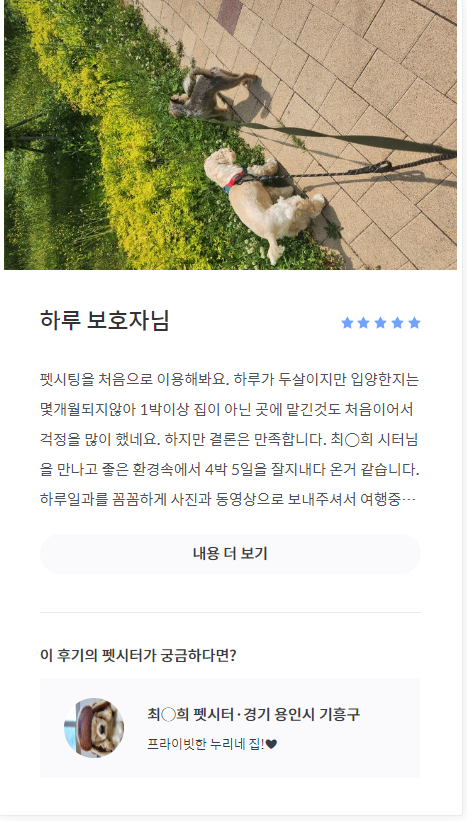 하루 보호자님
펫시팅을 처음으로 이용해봐요. 하루가 두살이지만 입양한지는
몇개월되지않아 1박이상 집이 아닌 곳에 맡긴것도 처음이어서
걱정을 많이 했네요. 하지만 결론은 만족합니다. 최◯희 시터님
을 만나고 좋은 환경속에서 4박 5일을 잘지내다 온거 같습니다.
하루일과를 꼼꼼하게 사진과 동영상으로 보내주셔서 여행중…
내용 더 보기
이 후기의 펫시터가 궁금하다면?
최◯희 펫시터·경기 용인시 기흥구
프라이빗한 누리네 집!🖤